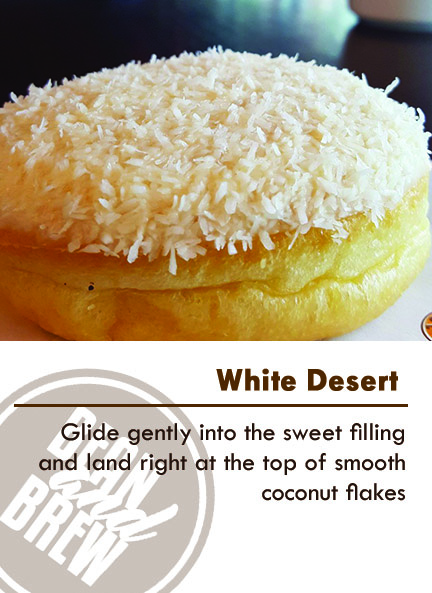 White Desert
Glide gently into the sweet filling
and land right at the top of smooth
coconut flakes
BEAN
and
BREW